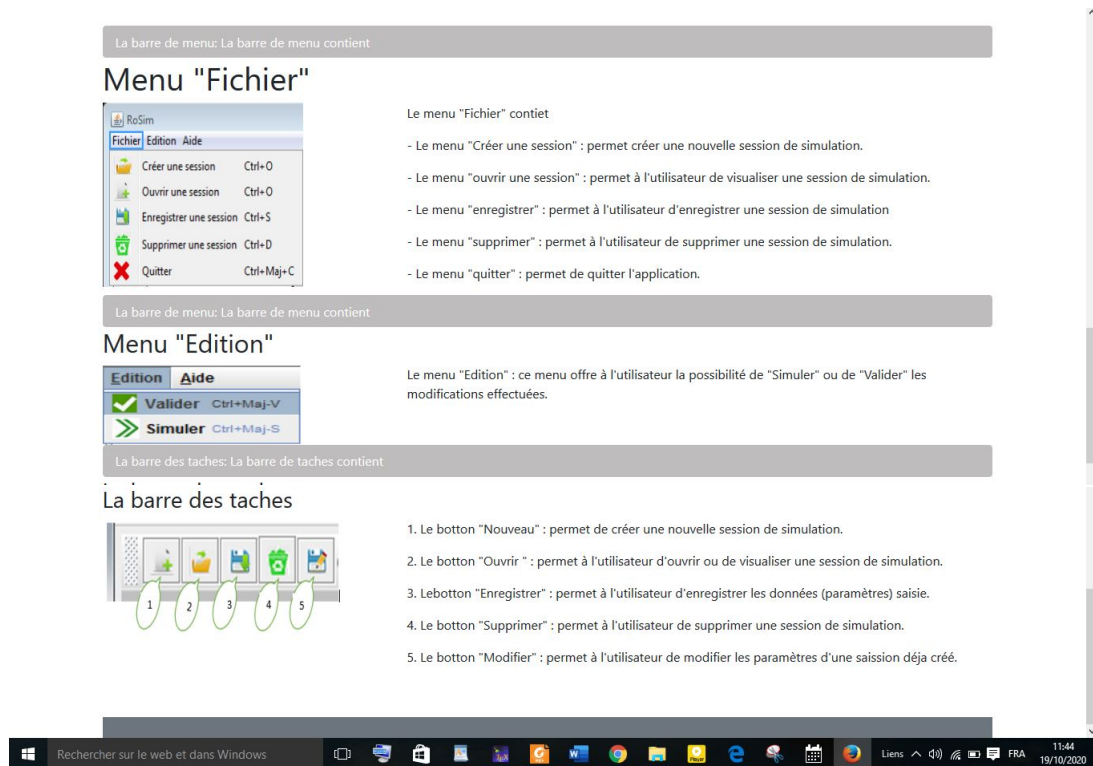 La barre de menu: La barre de menu contient
Menu "Fichier"
RoSim
Fichier Edition Aide
Créer une session Ctrl+O
Ouvrir une session Ctrl+O
Enregistrer une session Ctrl+S
Supprimer une session Ctrl+D
Quitter Ctrl+Maj+C
Le menu "Fichier" contiet
- Le menu "Créer une session" : permet créer une nouvelle session de simulation.
- Le menu "ouvrir une session" : permet à l'utilisateur de visualiser une session de simulation.
- Le menu "enregistrer" : permet à l'utilisateur d'enregistrer une session de simulation
- Le menu "supprimer" : permet à l'utilisateur de supprimer une session de simulation.
- Le menu "quitter" : permet de quitter l'application.
La barre de menu: La barre de menu contient
Menu "Edition"
Edition Aide
Valider Ctrl+Maj-V
Simuler Ctrl+Maj-S
Le menu "Edition" : ce menu offre à l'utilisateur la possibilité de "Simuler" ou de "Valider" les
modifications effectuées.
La barre des taches: La barre de taches contient
La barre des taches
1 2 3 4 5
1. Le botton "Nouveau" : permet de créer une nouvelle session de simulation.
2. Le botton "Ouvrir " : permet à l'utilisateur d'ouvrir ou de visualiser une session de simulation.
3. Lebotton "Enregistrer" : permet à l'utilisateur d'enregistrer les données (paramètres) saisie.
4. Le botton "Supprimer" : permet à l'utilisateur de supprimer une session de simulation.
5. Le botton "Modifier" : permet à l'utilisateur de modifier les paramètres d'une saission déja créé.
Rechercher sur le web et dans Windows
Liens
FRA
11:44
19/10/2020